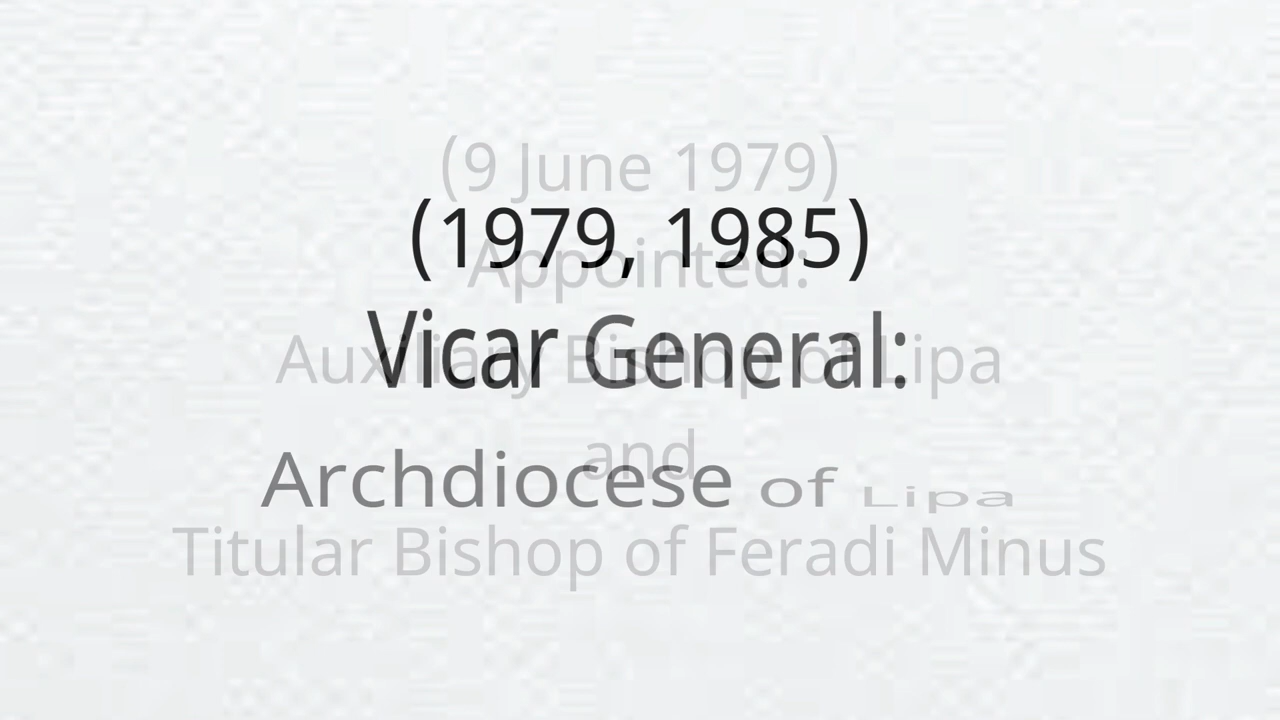 (9 June 1979)
(1979, 1985)
Appointed:
Vicar General:
Auxiliary Bishop of Lipa
and
Archdiocese of Lipa
Titular Bishop of Feradi Minus